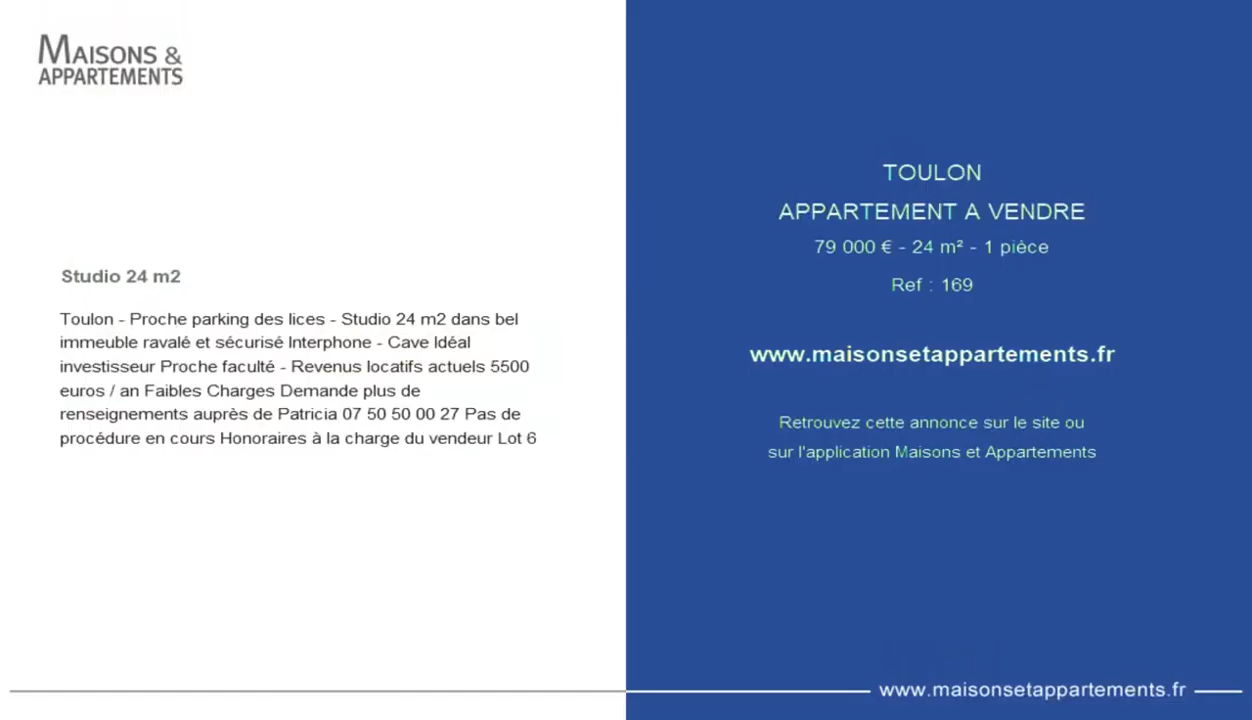 MAISONS &
APPARTEMENTS
Studio 24 m2
Toulon - Proche parking des lices - Studio 24 m2 dans bel
immeuble ravalé et sécurisé Interphone - Cave Idéal
investisseur Proche faculté - Revenus locatifs actuels 5500
euros / an Faibles Charges Demande plus de
renseignements auprès de Patricia 07 50 50 00 27 Pas de
procédure en cours Honoraires à la charge du vendeur Lot 6
TOULON
APPARTEMENT A VENDRE
79 000 € - 24 m² - 1 pièce
Ref : 169
www.maisonsetappartements.fr
Retrouvez cette annonce sur le site ou
sur l'application Maisons et Appartements
www.maisonsetappartements.fr